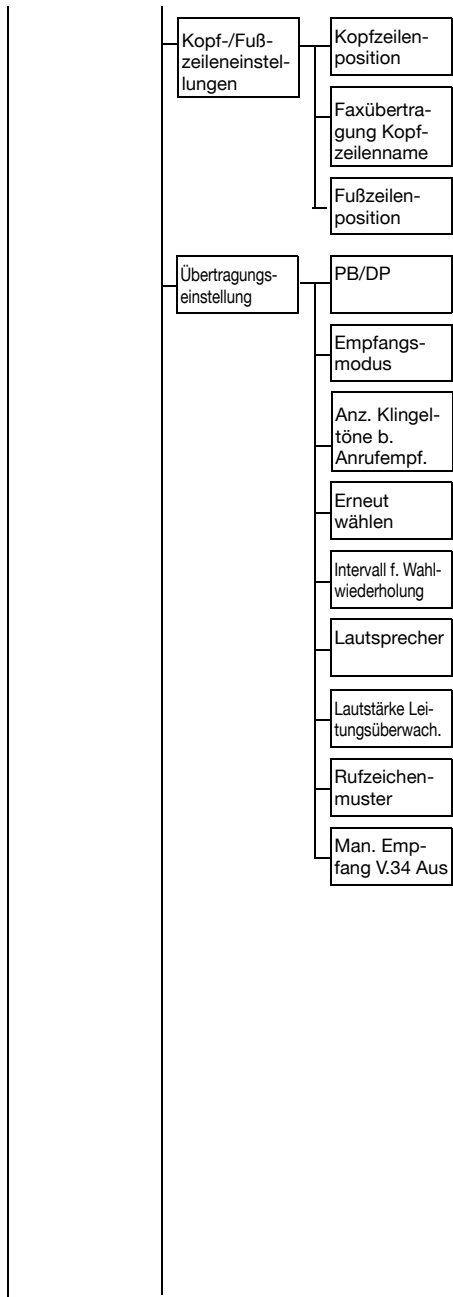 Kopf-/Fuß-
zeileneinstel-
lungen
Kopfzeilen-
position
Faxübertra-
gung Kopf-
zeilenname
Fußzeilen-
position
Übertragungs-
einstellung
PB/DP
Empfangs-
modus
Anz. Klingel-
töne b.
Anrufempf.
Erneut
wählen
Intervall f. Wahl-
wiederholung
Lautsprecher
Lautstärke Lei-
tungsüberwach.
Rufzeichen-
muster
Man. Emp-
fang V.34 Aus